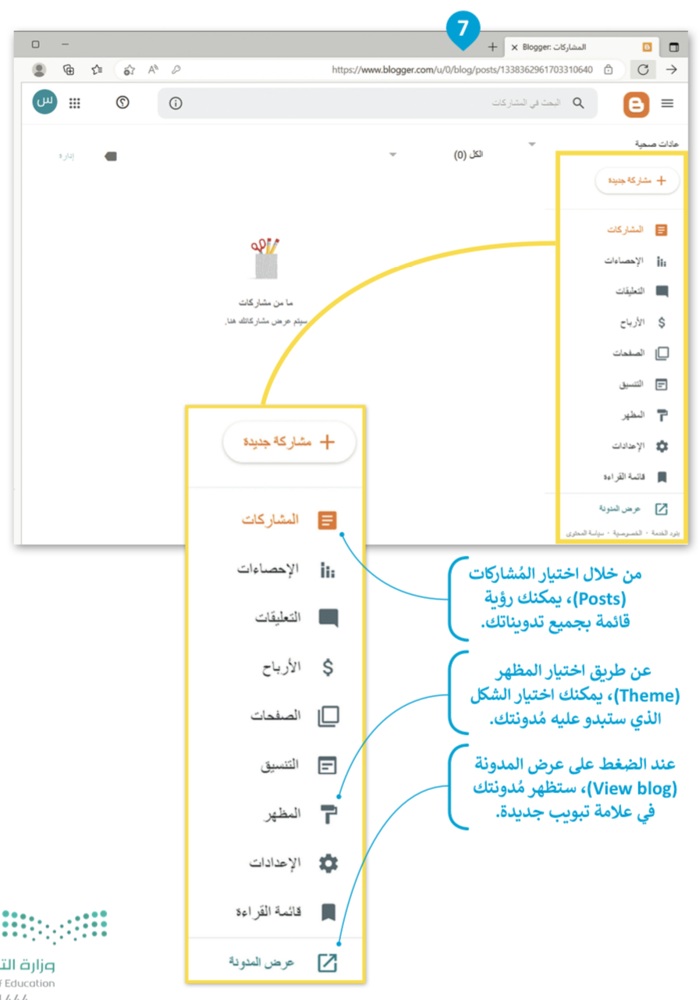 7
Blogger: المشاركات
https://www.blogger.com/u/0/blog/posts/1338362961703310640
البحث في المشاركات
س
عادات صحية
الكل (0)
إدارة
مشاركة جديدة
المشاركات
الإحصاءات
التعليقات
الأرباح
الصفحات
التنسيق
المظهر
الإعدادات
قائمة القراءة
عرض المدونة
بنود الخدمة · الخصوصية · سياسة المحتوى
ما من مشاركات
سيتم عرض مشاركاتك هنا.
مشاركة جديدة
المشاركات
الإحصاءات
التعليقات
الأرباح
الصفحات
التنسيق
المظهر
الإعدادات
قائمة القراءة
عرض المدونة
من خلال اختيار المُشاركات
(Posts)، يمكنك رؤية
قائمة بجميع تدويناتك.
عن طريق اختيار المظهر
(Theme)، يمكنك اختيار الشكل
الذي ستبدو عليه مُدونتك.
عند الضغط على عرض المدونة
(View blog)، ستظهر مُدونتك
في علامة تبويب جديدة.
وزارة الت
f Education